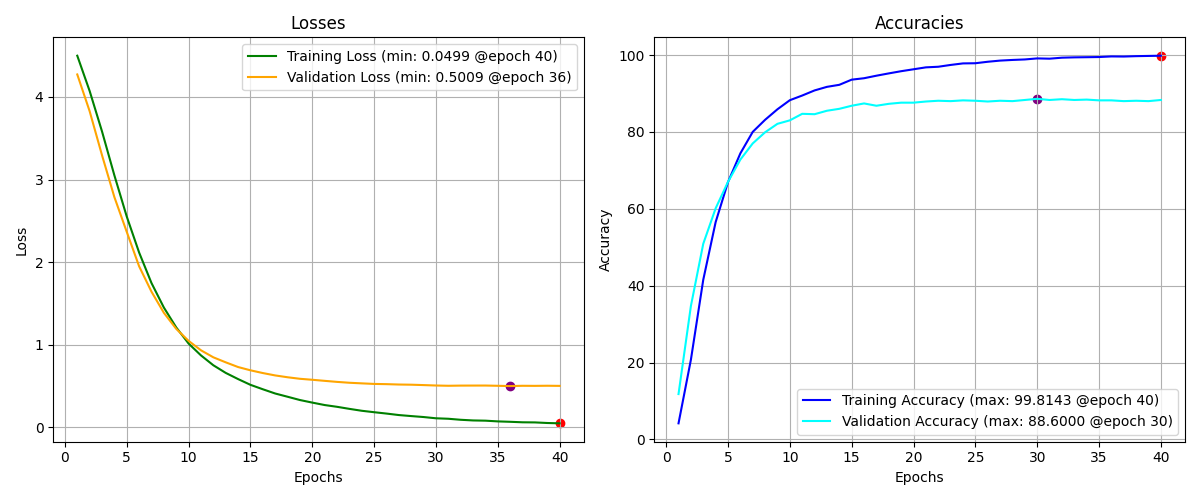 Losses
Training Loss (min: 0.0499 @epoch 40)
Validation Loss (min: 0.5009 @epoch 36)
4
3
2
1
0
Loss
0 5 10 15 20 25 30 35 40
Epochs
Accuracies
100
80
60
40
20
0
Accuracy
Training Accuracy (max: 99.8143 @epoch 40)
Validation Accuracy (max: 88.6000 @epoch 30)
0 5 10 15 20 25 30 35 40
Epochs